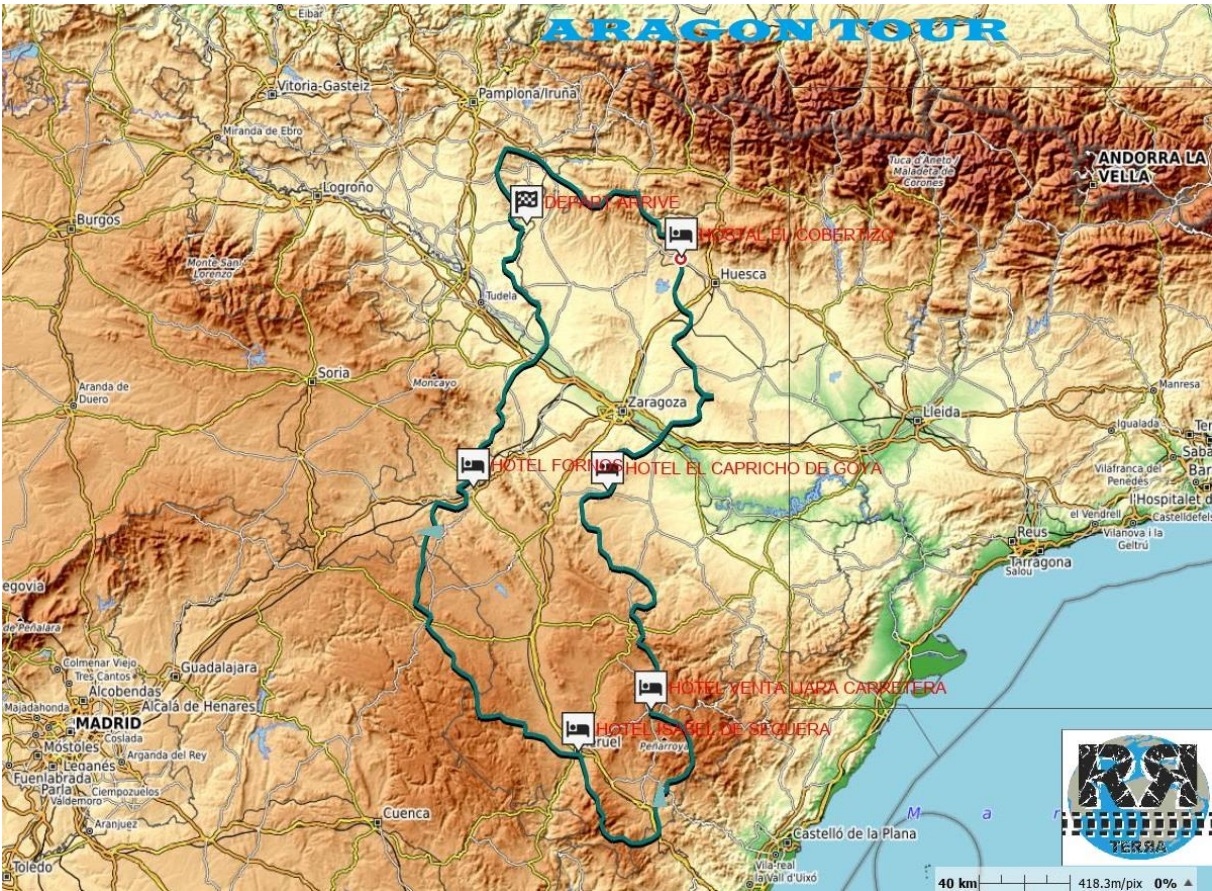 ARAGON TOUR
Eibar
Vitoria-Gasteiz
Pamplona/Iruña
Miranda de Ebro
Logroño
Burgos
Tuca d'Aneto /
Maladeta de
Corones
ANDORRA LA
VELLA
DEPART ARRIVE
HOSTAL EL COBERTIZO
Monte San
Lorenzo
Huesca
Tudela
Soria
Moncayo
Aranda de
Duero
Manresa
Zaragoza
Lleida
Igualada
Ter
Saba
HOTEL FORNOS
HOTEL EL CAPRICHO DE GOYA
Vilafranca del
Penedès
Bar
l'Hospitalet d
el Vendrell
Castelldefels
Vilanova i la
Geltrú
Reus
Tarragona
Salou
egovia
de Peñalara
Colmenar Viejo
Tres Cantos
Guadalajara
Alcobendas
Alcalá de Henares
Majadahonda
MADRID
Coslada
Móstoles
Arganda del Rey
Leganés
Fuenlabrada
Parla
Ciempozuelos
Valdemoro
Aranjuez
Toledo
HOTEL VENTA LIARA CARRETERA
HOTEL ISABEL DE SEGUERA
eruel
Peñarroya
Cuenca
M a r
Castelló de la Plana
Vila-real
la Vall d'Uixó
RR
TERRA
40 km
418.3m/pix 0%